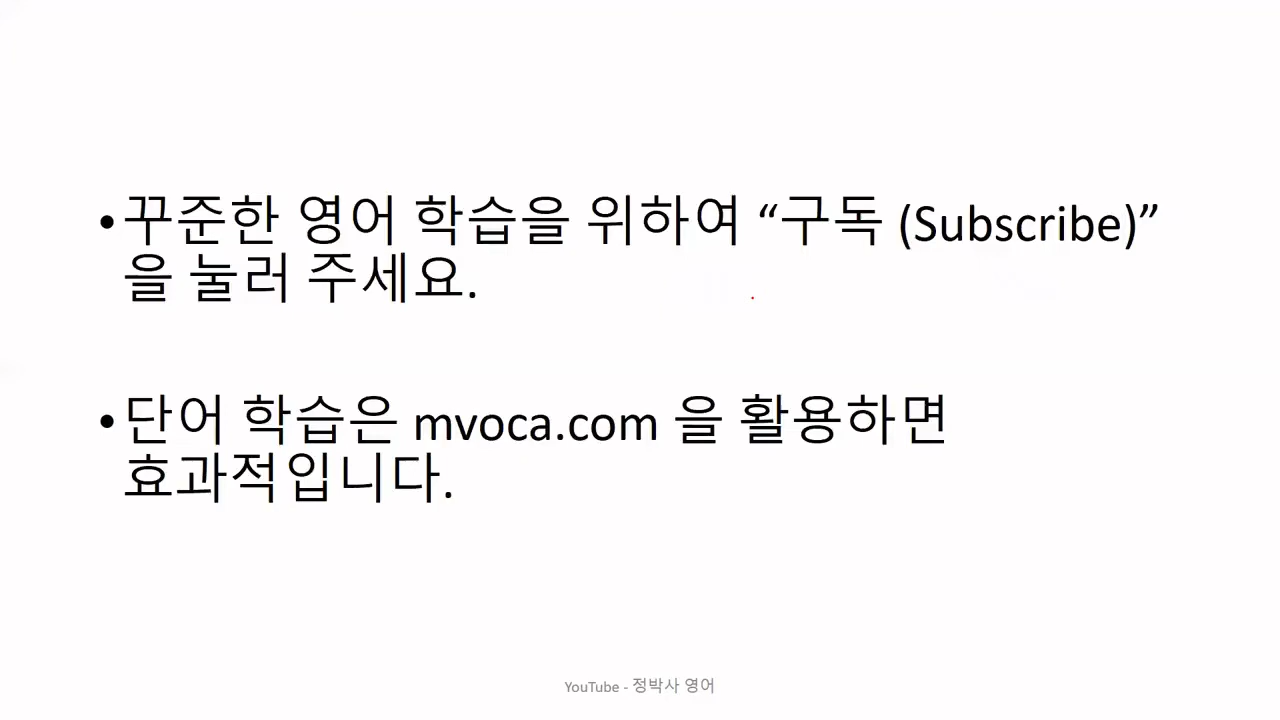 •꾸준한 영어 학습을 위하여 “구독 (Subscribe)”
을 눌러 주세요.
•단어 학습은 mvoca.com 을 활용하면
효과적입니다.
YouTube - 정박사 영어